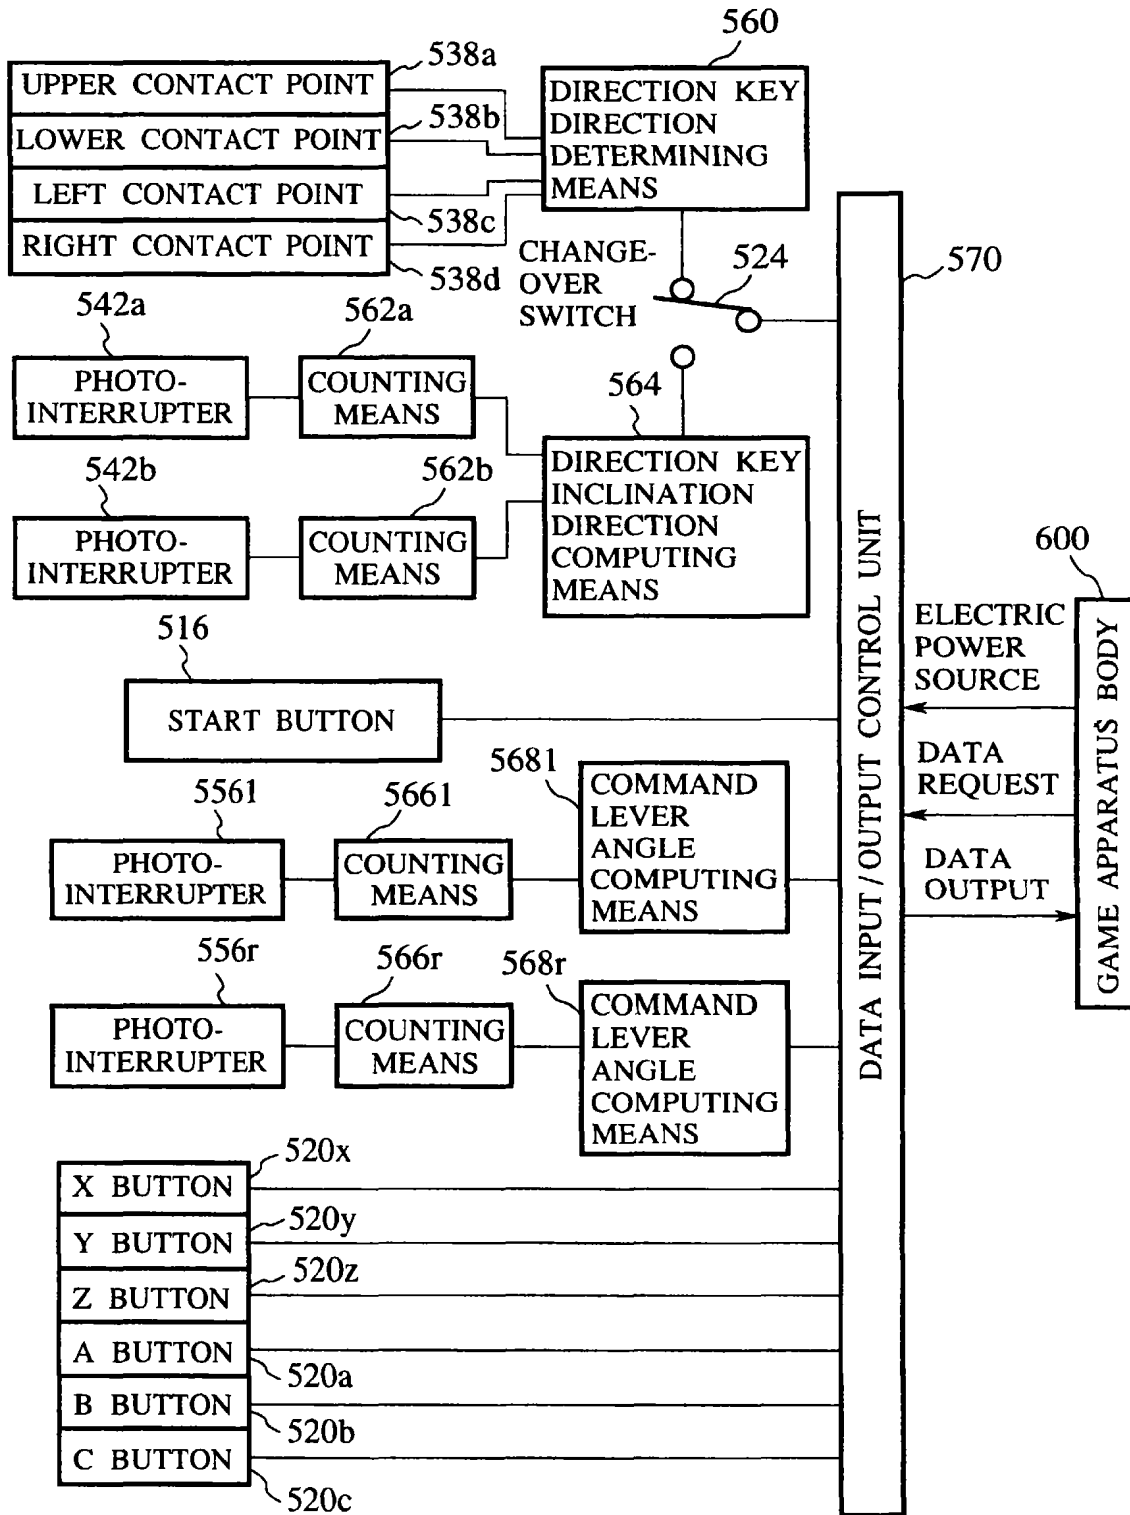 560
UPPER CONTACT POINT
538a
LOWER CONTACT POINT
538b
LEFT CONTACT POINT
538c
RIGHT CONTACT POINT
538d
DIRECTION KEY
DIRECTION
DETERMINING
MEANS
CHANGE-
OVER
SWITCH
524
570
542a
PHOTO-
INTERRUPTER
562a
COUNTING
MEANS
564
542b
PHOTO-
INTERRUPTER
562b
COUNTING
MEANS
DIRECTION KEY
INCLINATION
DIRECTION
COMPUTING
MEANS
516
START BUTTON
5561
PHOTO-
INTERRUPTER
5661
COUNTING
MEANS
5681
COMMAND
LEVER
ANGLE
COMPUTING
MEANS
556r
PHOTO-
INTERRUPTER
566r
COUNTING
MEANS
568r
COMMAND
LEVER
ANGLE
COMPUTING
MEANS
DATA INPUT/OUTPUT CONTROL UNIT
600
ELECTRIC
POWER
SOURCE
DATA
REQUEST
DATA
OUTPUT
GAME APPARATUS BODY
520x
X BUTTON
520y
Y BUTTON
520z
Z BUTTON
A BUTTON
520a
B BUTTON
520b
C BUTTON
520c